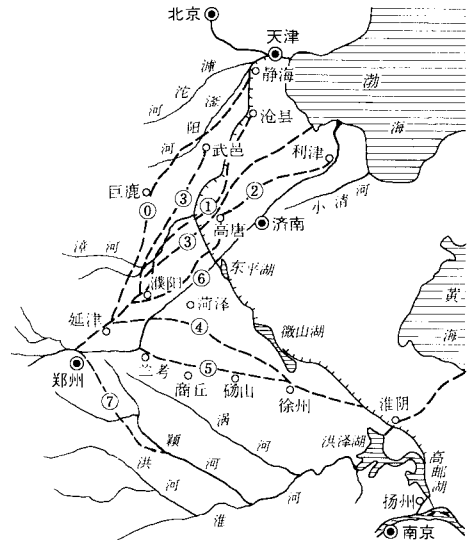 北京
天津
静海
渤海
滹沱河
滏阳河
沧县
武邑
利津
小清河
巨鹿
⓪
③
①
②
高唐
济南
漳河
③
⑥
濮阳
东平湖
黄海
菏泽
延津
④
微山湖
兰考
⑤
郑州
商丘
砀山
徐州
淮阴
⑦
涡河
洪泽湖
高邮湖
颍河
洪河
淮河
扬州
南京